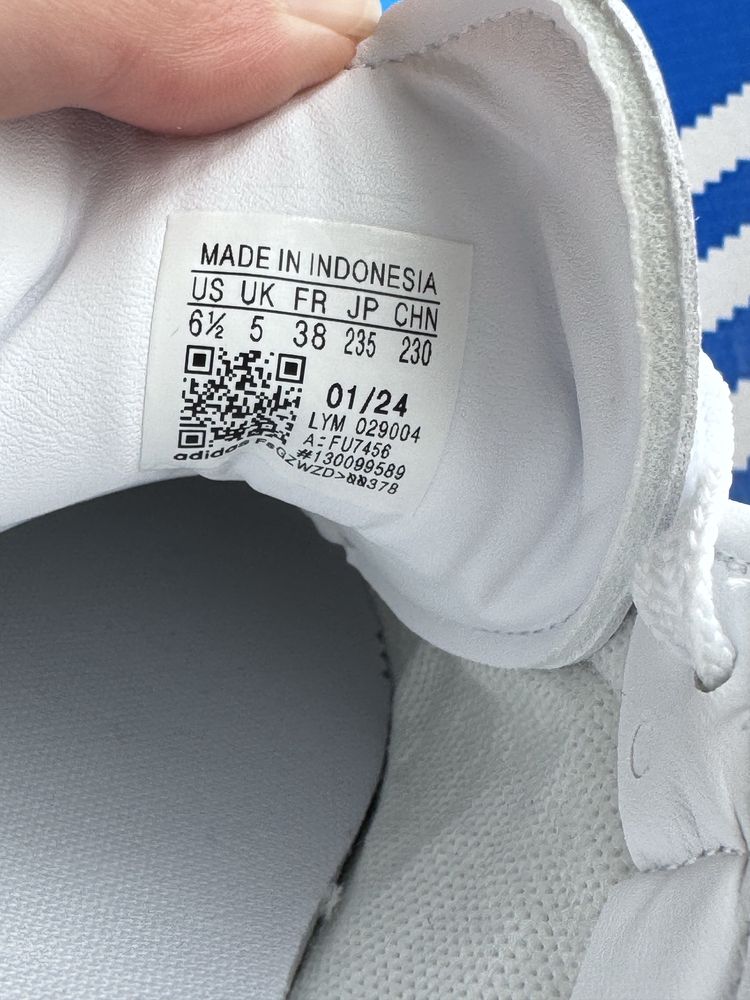 MADE IN INDONESIA
US UK FR JP CHN
6½ 5 38 235 230
01/24
LYM 029004
A=FU7456
#130099589
adidas